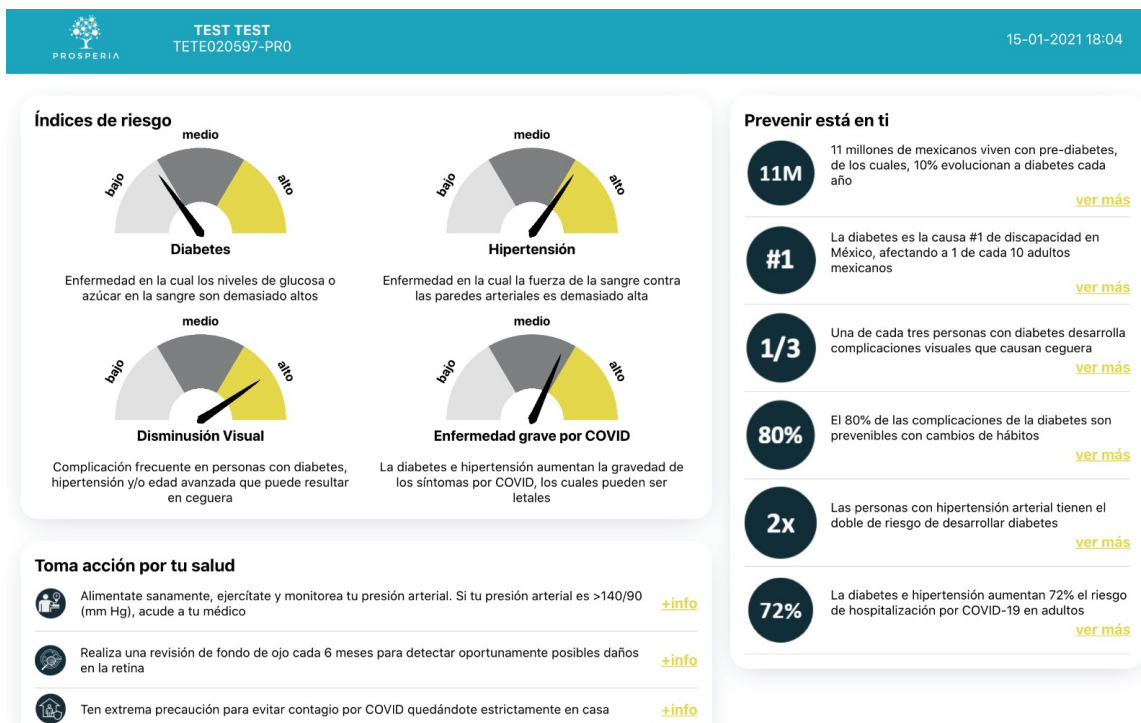 PROSPERIA
TEST TEST
TETE020597-PR0
15-01-2021 18:04
Índices de riesgo
bajo
medio
alto
Diabetes
Enfermedad en la cual los niveles de glucosa o
azúcar en la sangre son demasiado altos
bajo
medio
alto
Hipertensión
Enfermedad en la cual la fuerza de la sangre contra
las paredes arteriales es demasiado alta
bajo
medio
alto
Disminusión Visual
Complicación frecuente en personas con diabetes,
hipertensión y/o edad avanzada que puede resultar
en ceguera
bajo
medio
alto
Enfermedad grave por COVID
La diabetes e hipertensión aumentan la gravedad de
los síntomas por COVID, los cuales pueden ser
letales
Toma acción por tu salud
Alimentate sanamente, ejercítate y monitorea tu presión arterial. Si tu presión arterial es >140/90
(mm Hg), acude a tu médico
+info
Realiza una revisión de fondo de ojo cada 6 meses para detectar oportunamente posibles daños
en la retina
+info
Ten extrema precaución para evitar contagio por COVID quedándote estrictamente en casa
+info
Prevenir está en ti
11M
11 millones de mexicanos viven con pre-diabetes,
de los cuales, 10% evolucionan a diabetes cada
año
ver más
#1
La diabetes es la causa #1 de discapacidad en
México, afectando a 1 de cada 10 adultos
mexicanos
ver más
1/3
Una de cada tres personas con diabetes desarrolla
complicaciones visuales que causan ceguera
ver más
80%
El 80% de las complicaciones de la diabetes son
prevenibles con cambios de hábitos
ver más
2x
Las personas con hipertensión arterial tienen el
doble de riesgo de desarrollar diabetes
ver más
72%
La diabetes e hipertensión aumentan 72% el riesgo
de hospitalización por COVID-19 en adultos
ver más